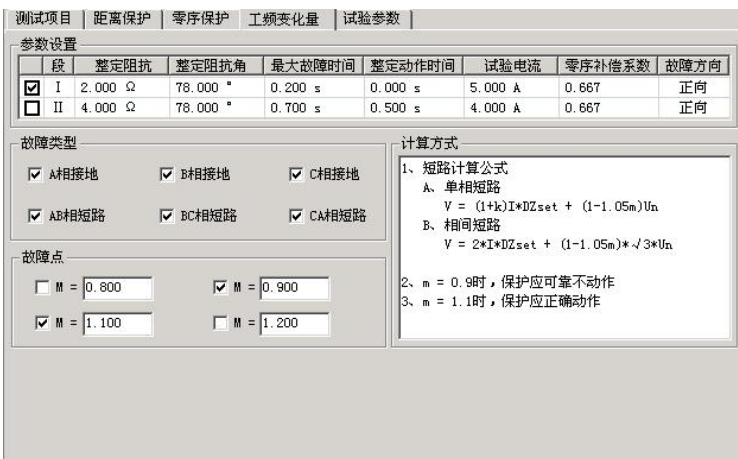 测试项目 距离保护 零序保护 工频变化量 试验参数
参数设置
段 整定阻抗 整定阻抗角 最大故障时间 整定动作时间 试验电流 零序补偿系数 故障方向
I 2.000 Ω 78.000 ° 0.200 s 0.000 s 5.000 A 0.667 正向
II 4.000 Ω 78.000 ° 0.700 s 0.500 s 4.000 A 0.667 正向
故障类型
A相接地 B相接地 C相接地
AB相短路 BC相短路 CA相短路
故障点
M = 0.800 M = 0.900
M = 1.100 M = 1.200
计算方式
1、短路计算公式
A、单相短路
V = (1+k)I*DZset + (1-1.05m)Un
B、相间短路
V = 2*I*DZset + (1-1.05m)*√3*Un
2、m = 0.9时，保护应可靠不动作
3、m = 1.1时，保护应正确动作